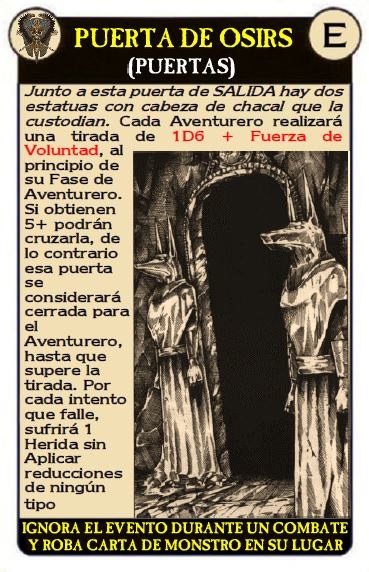 PUERTA DE OSIRS
E
(PUERTAS)
Junto a esta puerta de SALIDA hay dos
estatuas con cabeza de chacal que la
custodian. Cada Aventurero realizará
una tirada de 1D6 + Fuerza de
Voluntad, al
principio de
su Fase de
Aventurero.
Si obtienen
5+ podrán
cruzarla, de
lo contrario
esa puerta
se
considerará
cerrada para
el
Aventurero,
hasta que
supere la
tirada. Por
cada intento
que falle,
sufrirá 1
Herida sin
Aplicar
reducciones
de ningún
tipo
IGNORA EL EVENTO DURANTE UN COMBATE
Y ROBA CARTA DE MONSTRO EN SU LUGAR